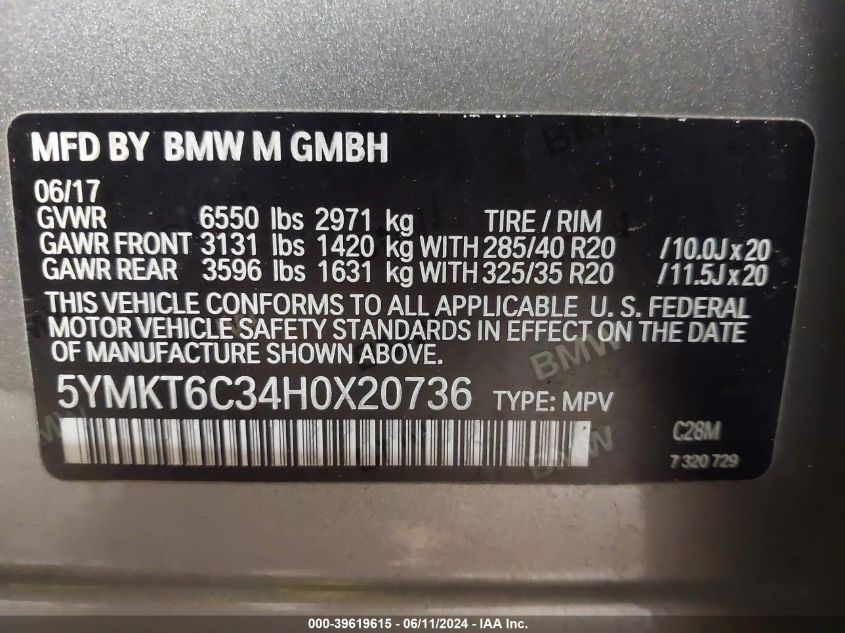 MFD BY BMW M GMBH
06/17
GVWR 6550 lbs 2971 kg TIRE / RIM
GAWR FRONT 3131 lbs 1420 kg WITH 285/40 R20 /10.0J x 20
GAWR REAR 3596 lbs 1631 kg WITH 325/35 R20 /11.5J x 20
THIS VEHICLE CONFORMS TO ALL APPLICABLE U. S. FEDERAL
MOTOR VEHICLE SAFETY STANDARDS IN EFFECT ON THE DATE
OF MANUFACTURE SHOWN ABOVE.
5YMKT6C34H0X20736 TYPE: MPV
C28M
7 320 729
000-39619615 - 06/11/2024 - IAA Inc.